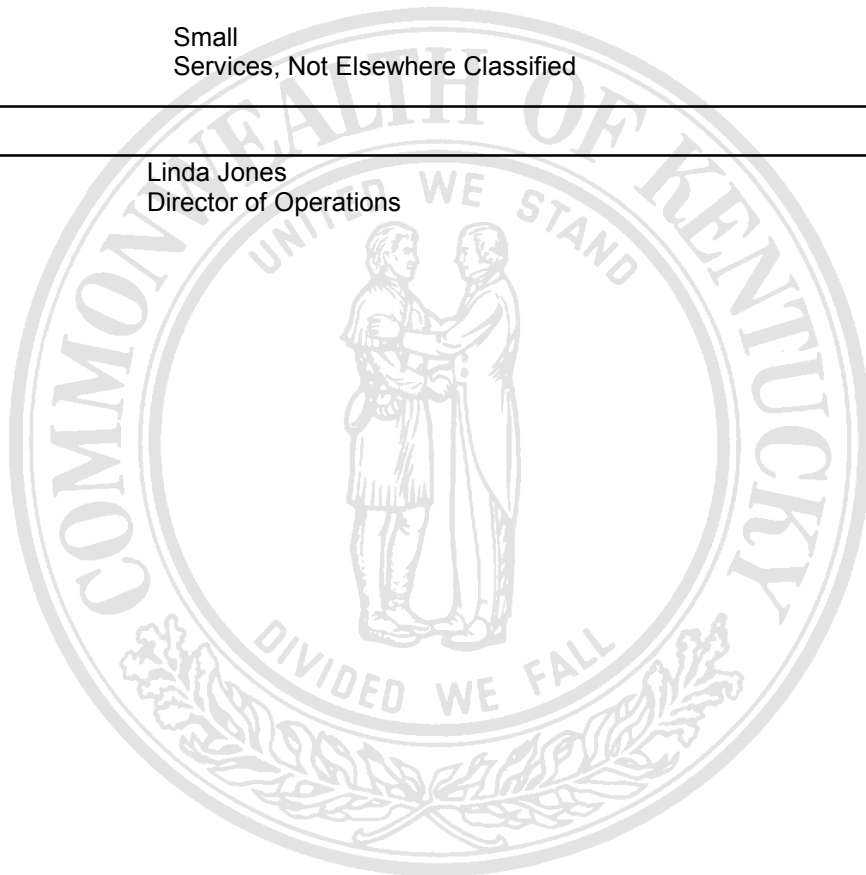 Small
Services, Not Elsewhere Classified
Linda Jones
Director of Operations
COMMONWEALTH OF KENTUCKY
UNITED WE STAND
DIVIDED WE FALL